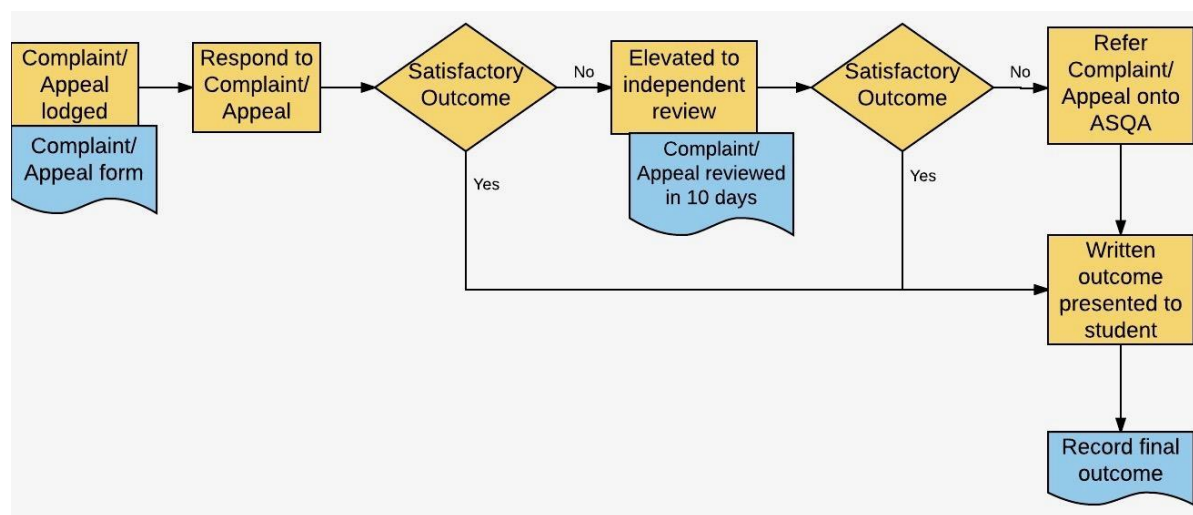 Complaint/
Appeal
lodged
Complaint/
Appeal form
Respond to
Complaint/
Appeal
Satisfactory
Outcome
No
Yes
Elevated to
independent
review
Complaint/
Appeal reviewed
in 10 days
Satisfactory
Outcome
No
Yes
Refer
Complaint/
Appeal onto
ASQA
Written
outcome
presented to
student
Record final
outcome